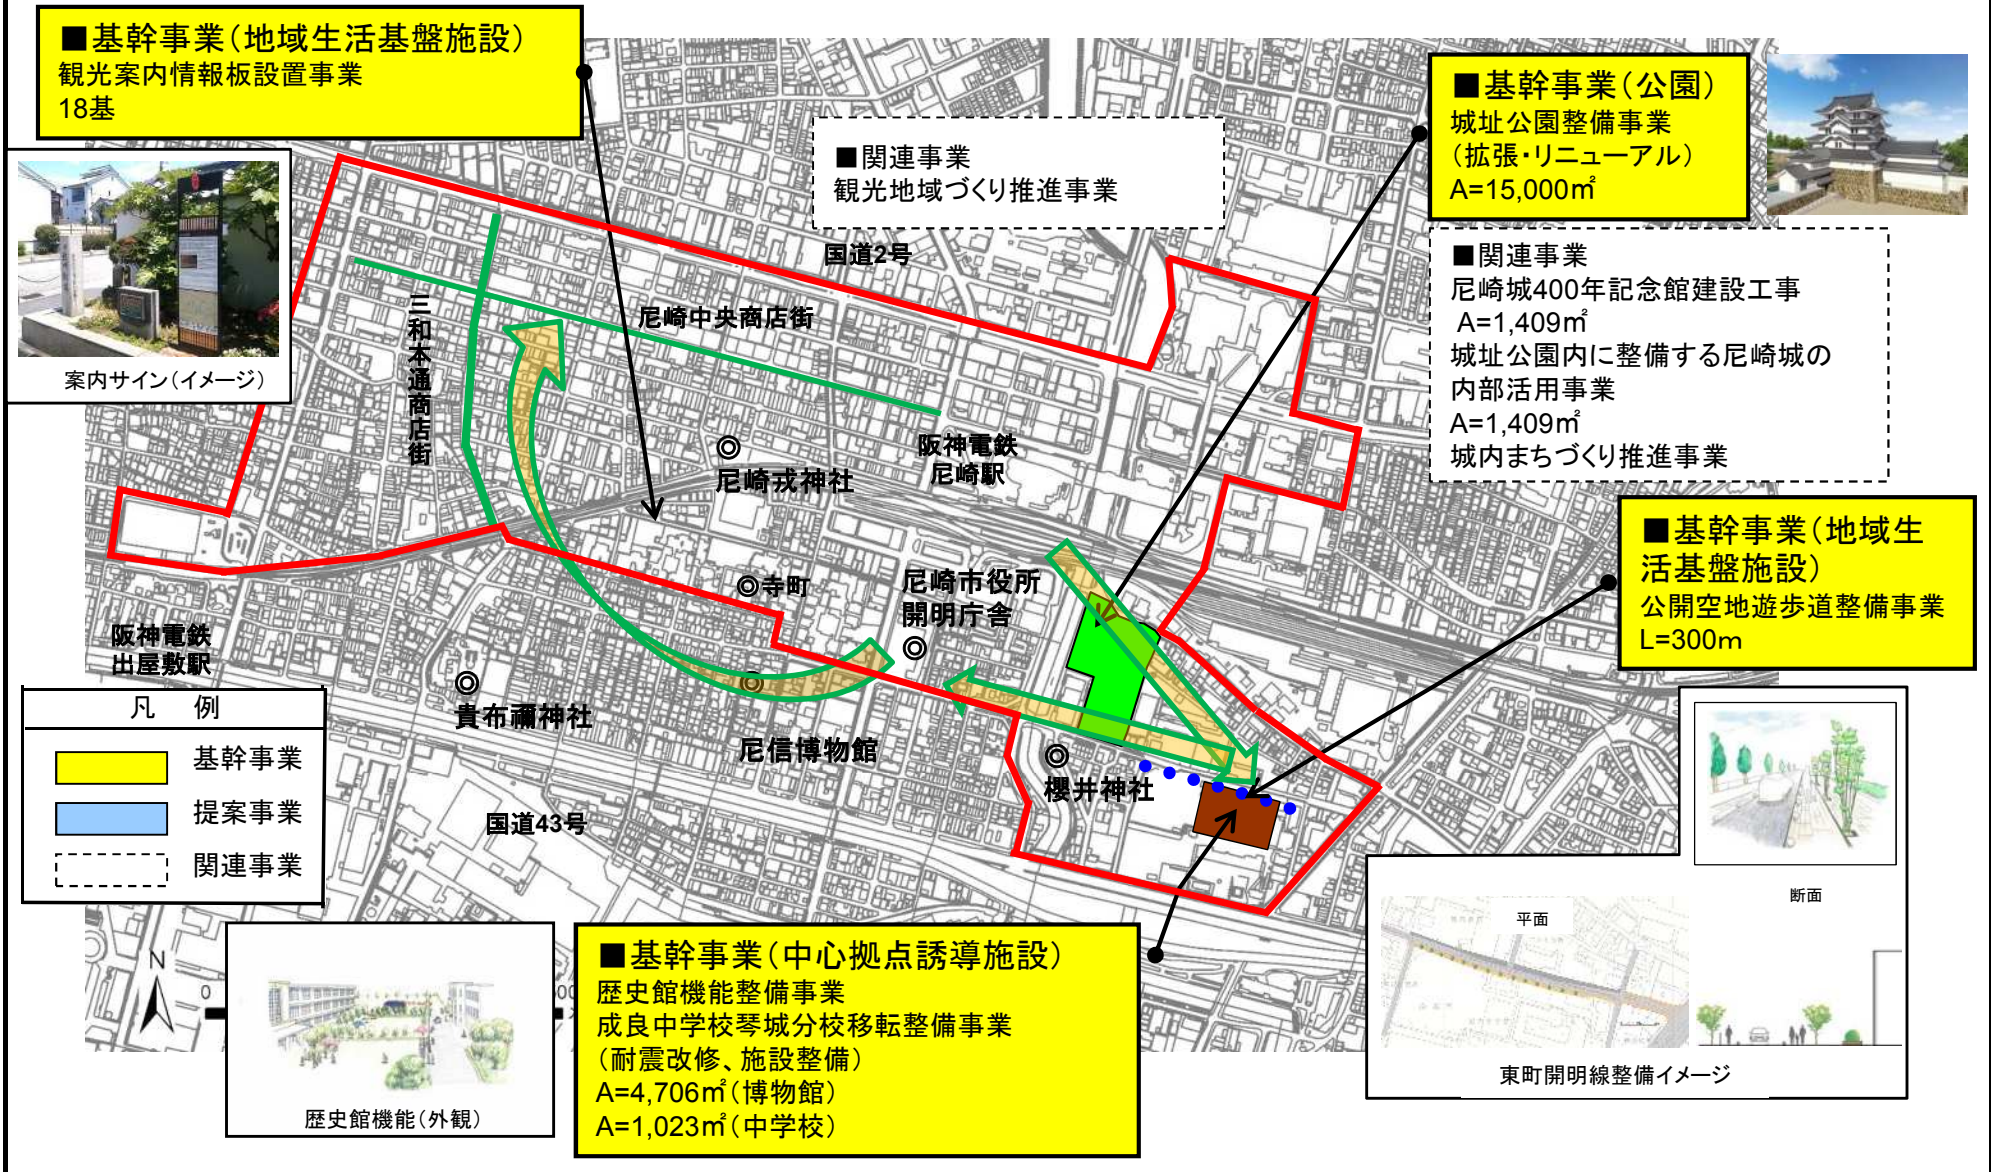 ■基幹事業(地域生活基盤施設)
観光案内情報板設置事業
18基
案内サイン(イメージ)
■関連事業
観光地域づくり推進事業
■基幹事業(公園)
城址公園整備事業
(拡張・リニューアル)
A=15,000㎡
■関連事業
尼崎城400年記念館建設工事
A=1,409㎡
城址公園内に整備する尼崎城の
内部活用事業
A=1,409㎡
城内まちづくり推進事業
■基幹事業(地域生
活基盤施設)
公開空地遊歩道整備事業
L=300m
国道2号
尼崎中央商店街
三和本通商店街
阪神電鉄
尼崎駅
◎
尼崎戎神社
◎寺町
尼崎市役所
開明庁舎
◎
阪神電鉄
出屋敷駅
◎
貴布禰神社
◎
尼信博物館
◎
櫻井神社
国道43号
凡 例
基幹事業
提案事業
関連事業
N
0
歴史館機能(外観)
■基幹事業(中心拠点誘導施設)
歴史館機能整備事業
成良中学校琴城分校移転整備事業
(耐震改修、施設整備)
A=4,706㎡(博物館)
A=1,023㎡(中学校)
平面
断面
東町開明線整備イメージ